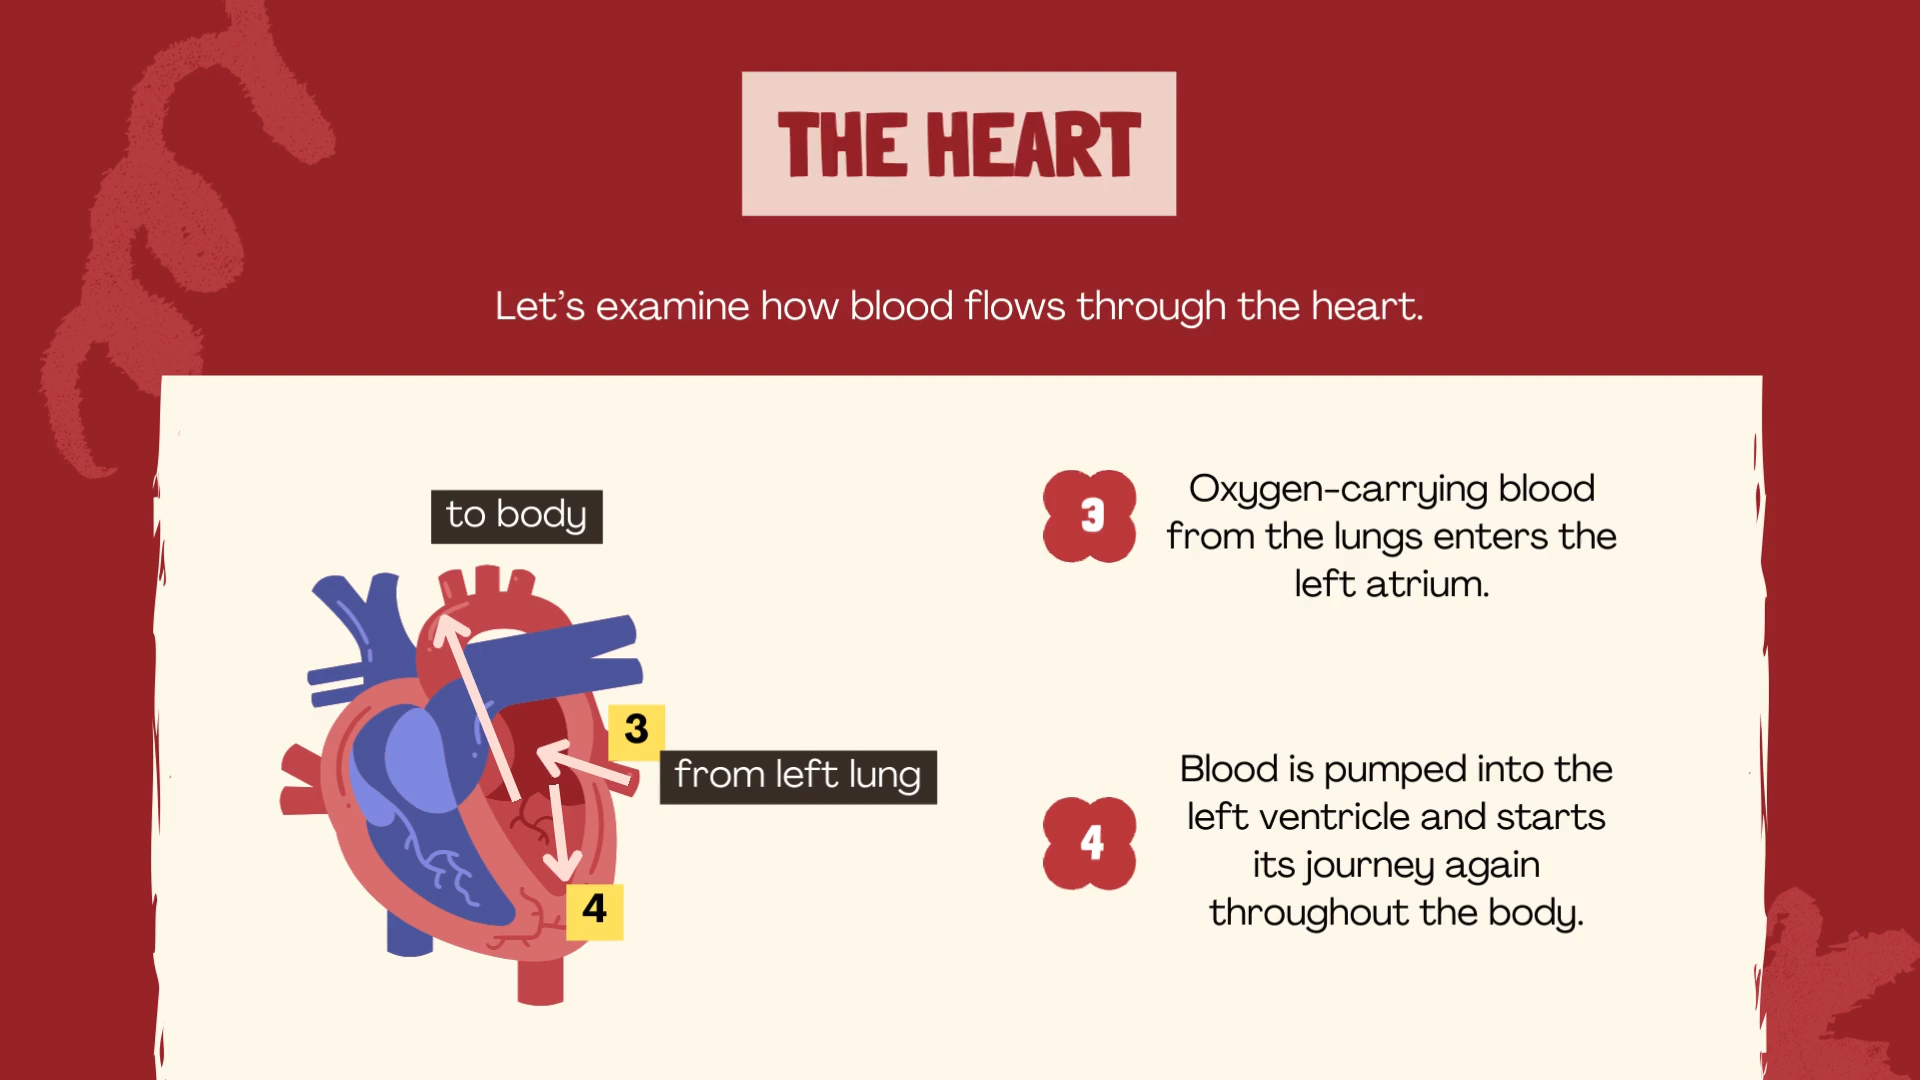 THE HEART
Let’s examine how blood flows through the heart.
to body
3
from left lung
4
3
Oxygen-carrying blood
from the lungs enters the
left atrium.
4
Blood is pumped into the
left ventricle and starts
its journey again
throughout the body.